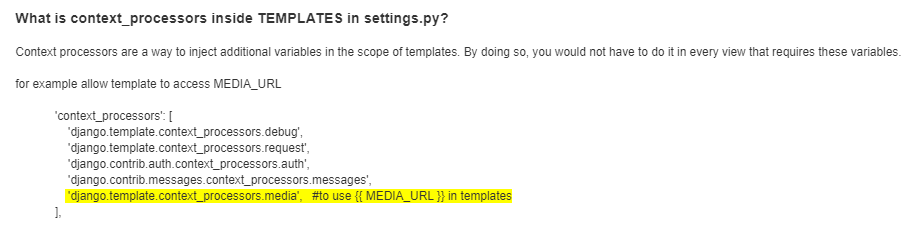 What is context_processors inside TEMPLATES in settings.py?
Context processors are a way to inject additional variables in the scope of templates. By doing so, you would not have to do it in every view that requires these variables.
for example allow template to access MEDIA_URL
'context_processors': [
'django.template.context_processors.debug',
'django.template.context_processors.request',
'django.contrib.auth.context_processors.auth',
'django.contrib.messages.context_processors.messages',
'django.template.context_processors.media',   #to use {{ MEDIA_URL }} in templates
],